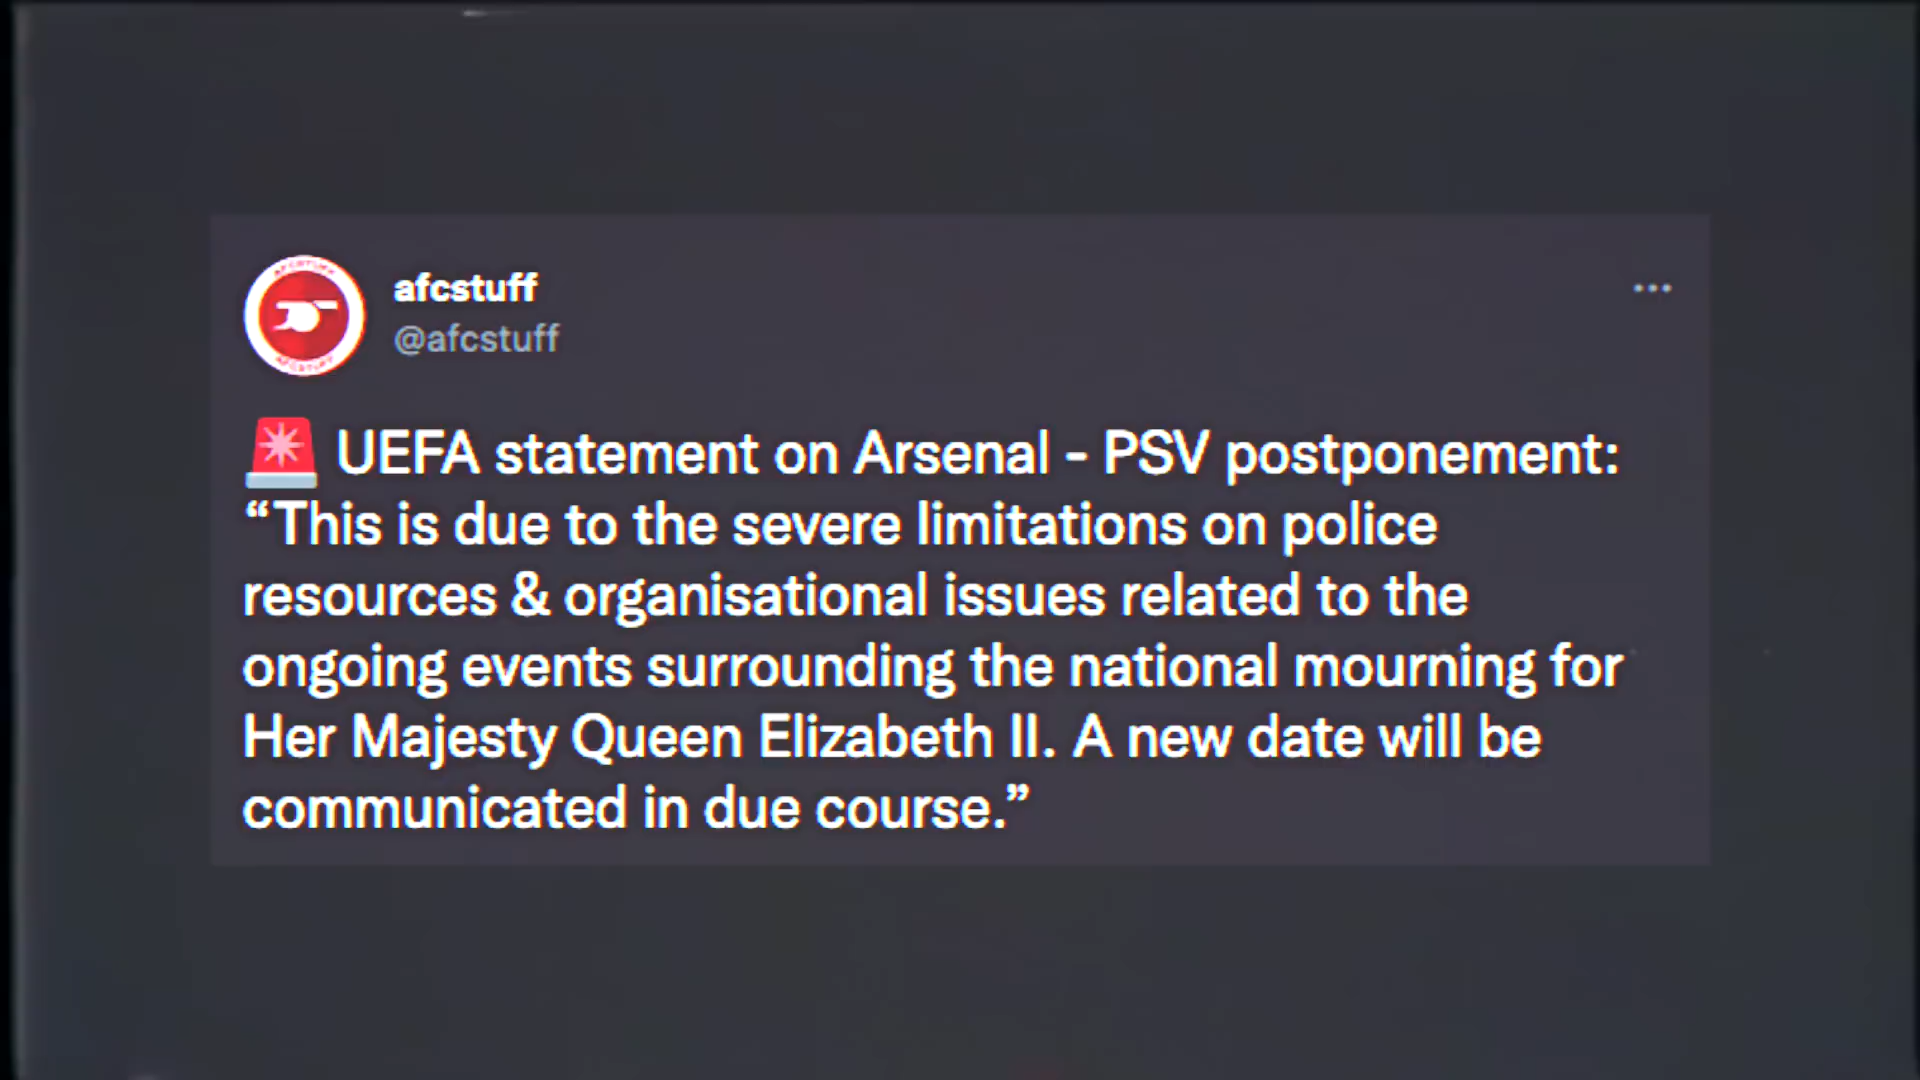 afcstuff
@afcstuff
🚨 UEFA statement on Arsenal - PSV postponement:
“This is due to the severe limitations on police
resources & organisational issues related to the
ongoing events surrounding the national mourning for
Her Majesty Queen Elizabeth II. A new date will be
communicated in due course.”